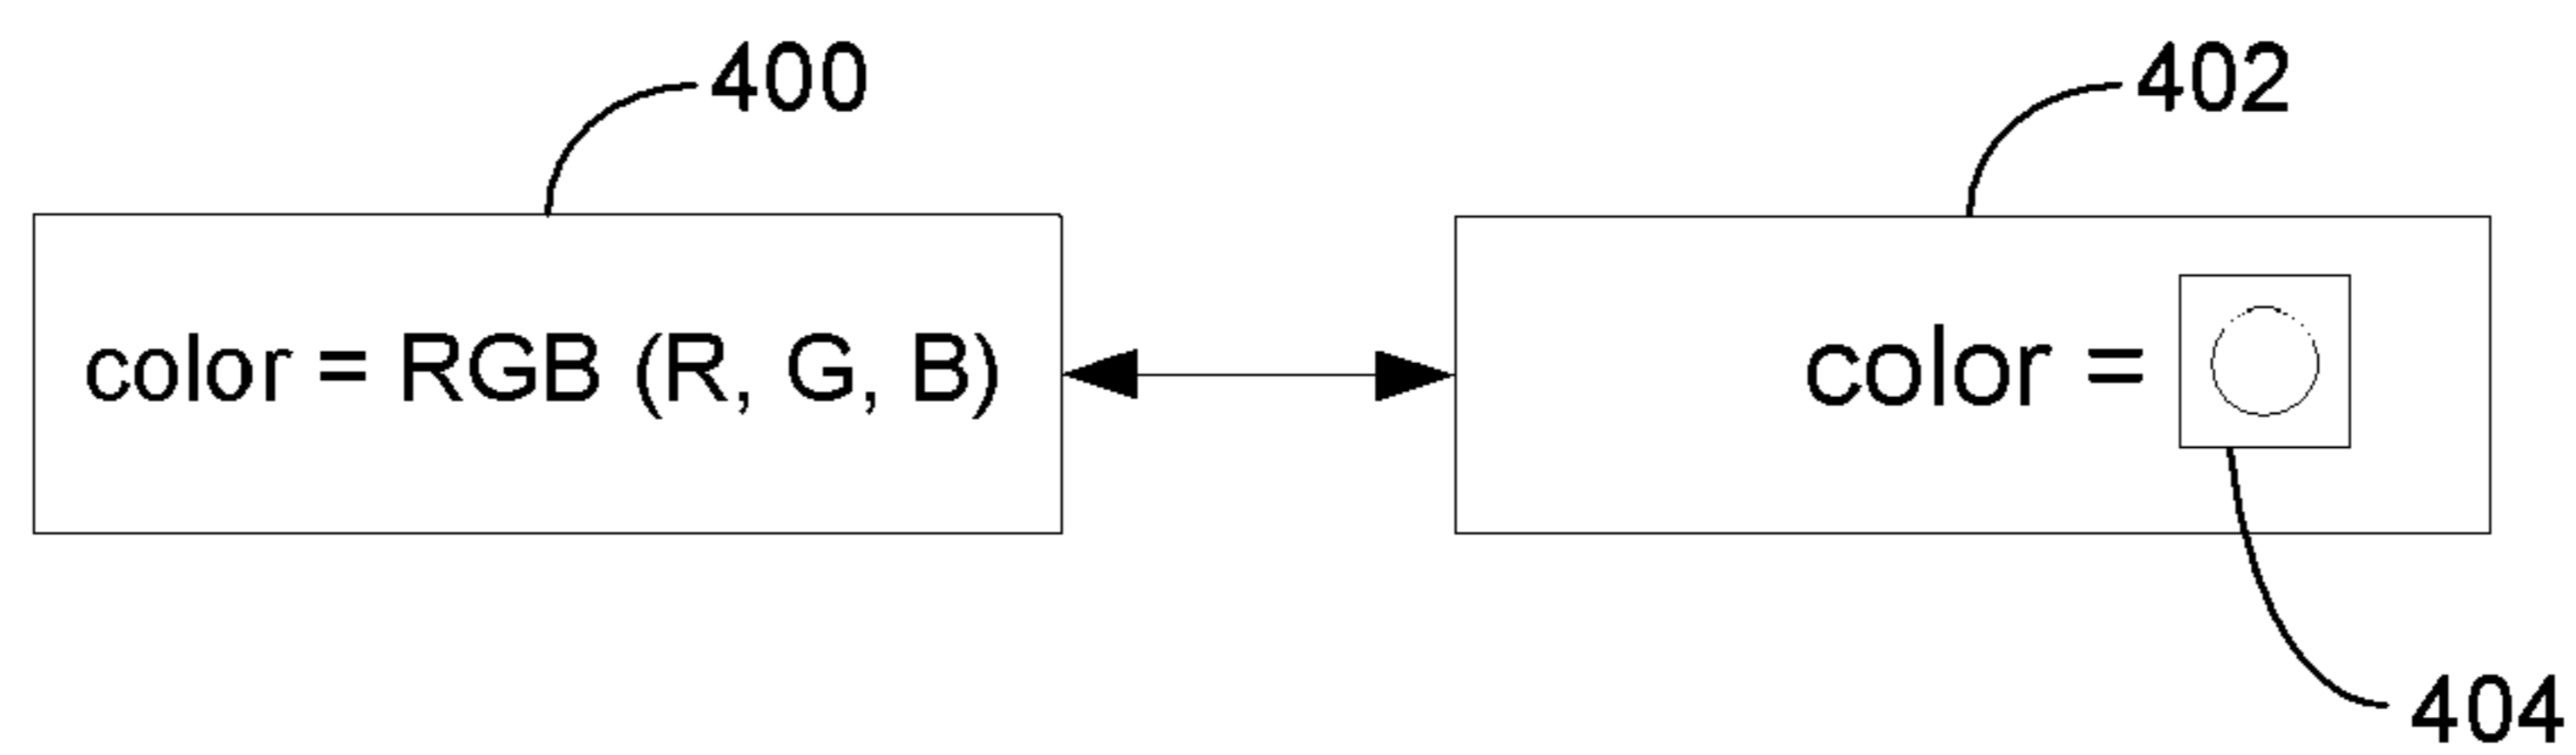 400
402
color = RGB (R, G, B)
color =
404